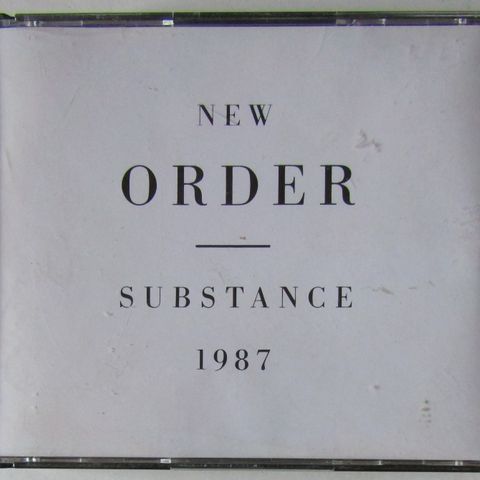 NEW
ORDER
SUBSTANCE
1987